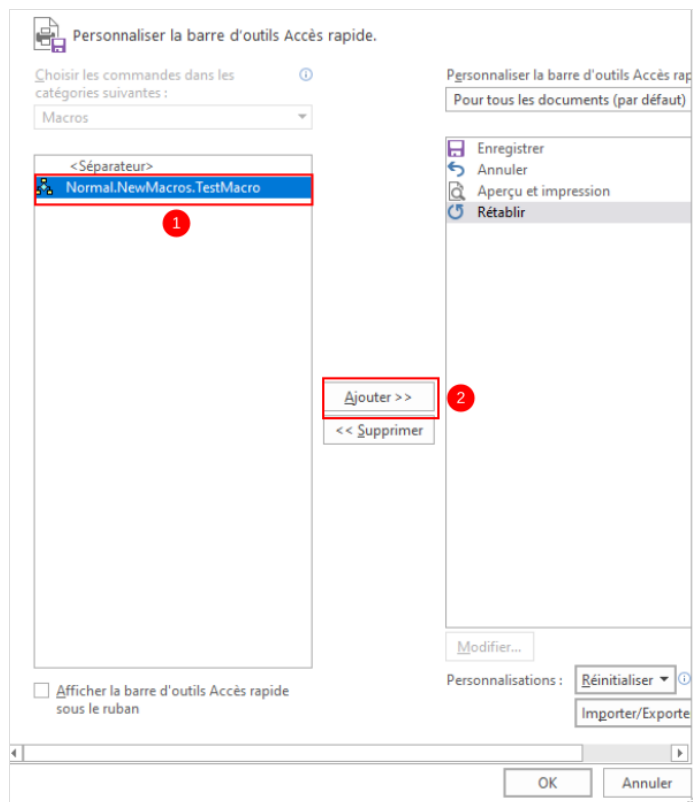 Personnaliser la barre d'outils Accès rapide.
Choisir les commandes dans les
catégories suivantes :
Macros
<Séparateur>
Normal.NewMacros.TestMacro
1
Ajouter >>
2
<< Supprimer
Afficher la barre d'outils Accès rapide
sous le ruban
Personnaliser la barre d'outils Accès rap
Pour tous les documents (par défaut)
Enregistrer
Annuler
Aperçu et impression
Rétablir
Modifier...
Personnalisations :
Réinitialiser
Importer/Exporte
OK
Annuler